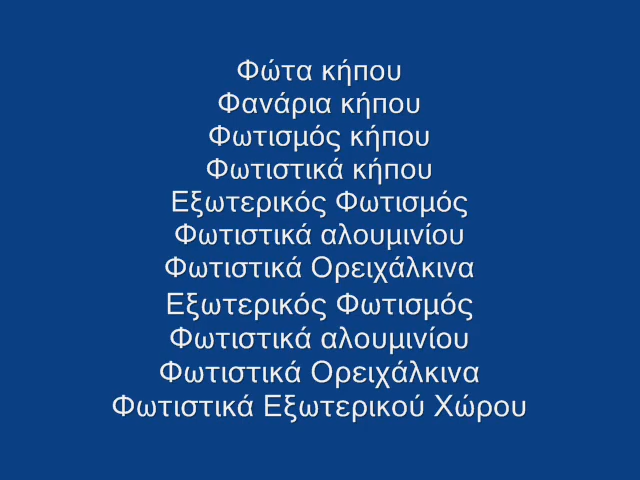 Φώτα κήπου
Φανάρια κήπου
Φωτισμός κήπου
Φωτιστικά κήπου
Εξωτερικός Φωτισμός
Φωτιστικά αλουμινίου
Φωτιστικά Ορειχάλκινα
Εξωτερικός Φωτισμός
Φωτιστικά αλουμινίου
Φωτιστικά Ορειχάλκινα
Φωτιστικά Εξωτερικού Χώρου